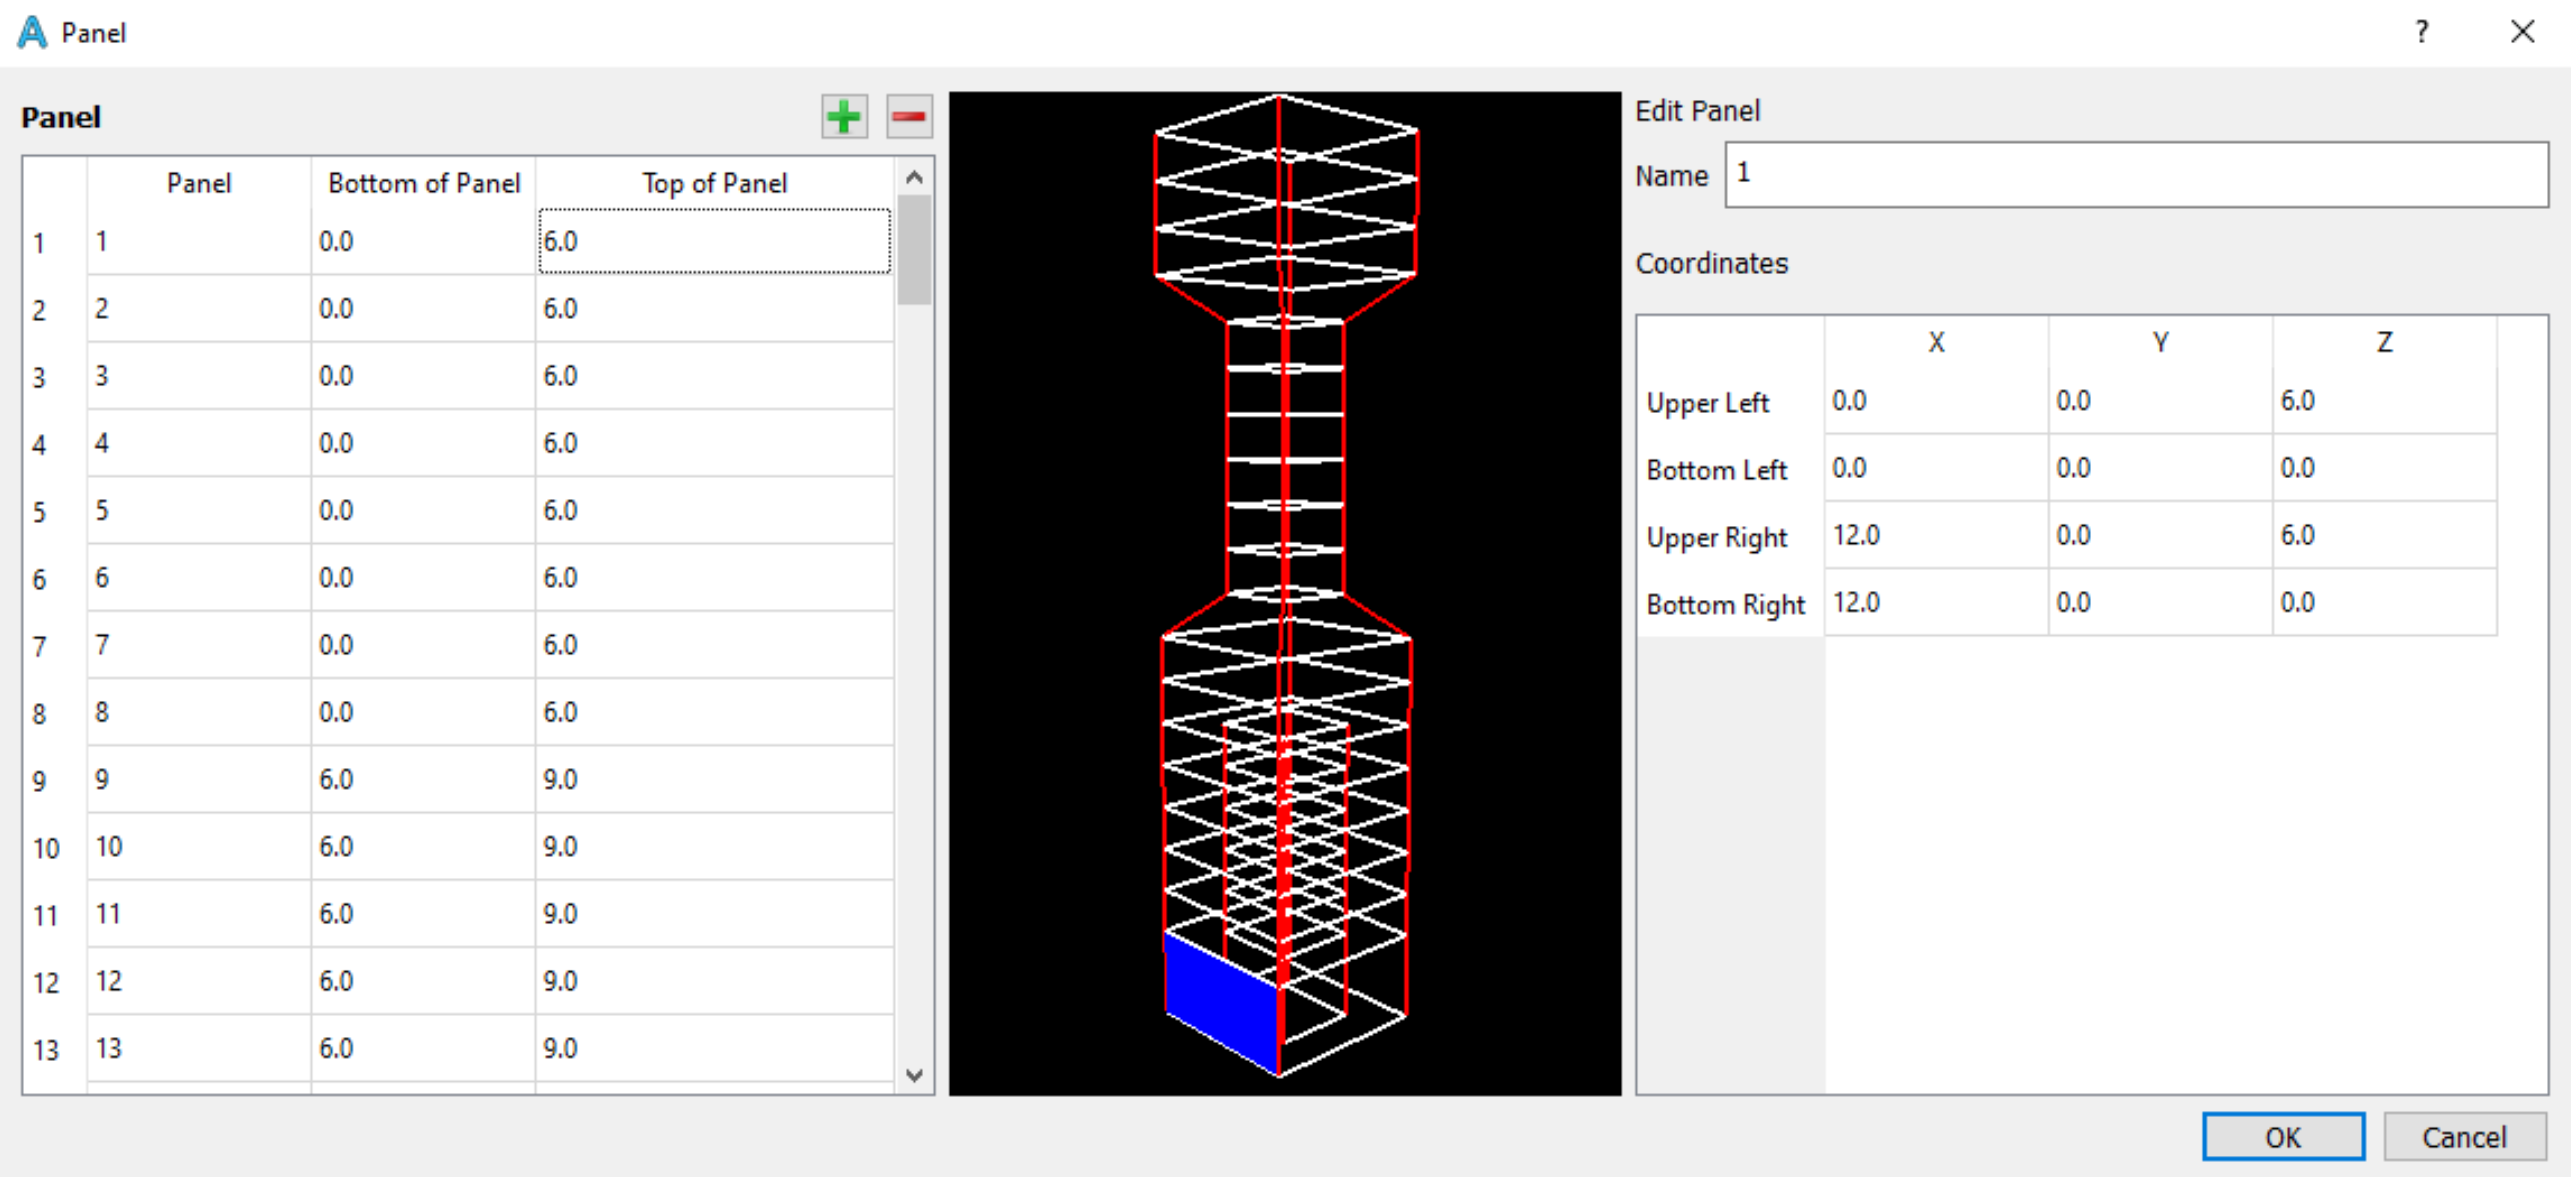 Panel
?
Panel
Panel Bottom of Panel Top of Panel
1 1 0.0 6.0
2 2 0.0 6.0
3 3 0.0 6.0
4 4 0.0 6.0
5 5 0.0 6.0
6 6 0.0 6.0
7 7 0.0 6.0
8 8 0.0 6.0
9 9 6.0 9.0
10 10 6.0 9.0
11 11 6.0 9.0
12 12 6.0 9.0
13 13 6.0 9.0
Edit Panel
Name 1
Coordinates
X Y Z
Upper Left 0.0 0.0 6.0
Bottom Left 0.0 0.0 0.0
Upper Right 12.0 0.0 6.0
Bottom Right 12.0 0.0 0.0
OK Cancel